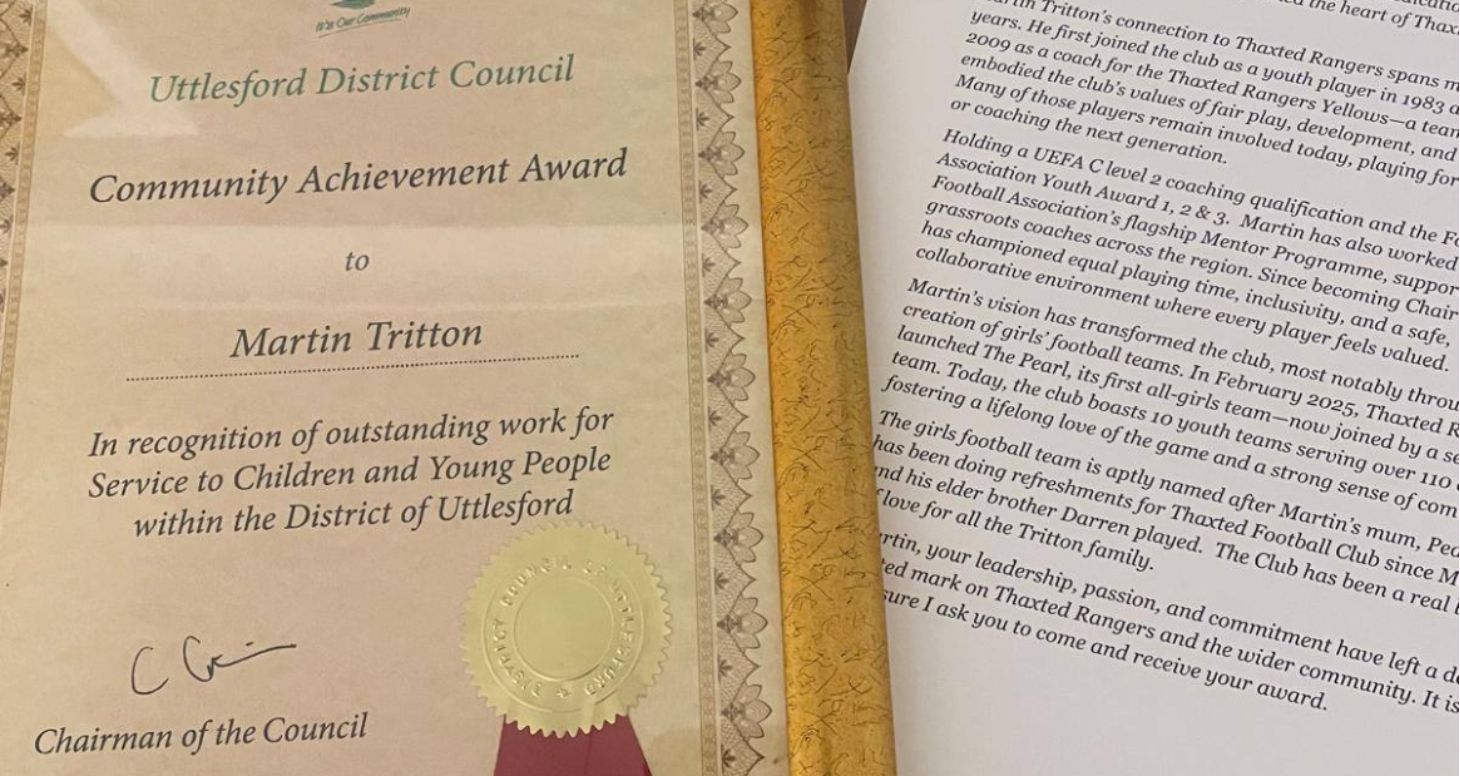 It's Our Community
Uttlesford District Council
Community Achievement Award
to
Martin Tritton
In recognition of outstanding work for
Service to Children and Young People
within the District of Uttlesford
DISTRICT COUNCIL OF UTTLESFORD
Chairman of the Council
the heart of Thax
Tritton's connection to Thaxted Rangers spans m
years. He first joined the club as a youth player in 1983 a
2009 as a coach for the Thaxted Rangers Yellows—a team
embodied the club's values of fair play, development, and
Many of those players remain involved today, playing for
or coaching the next generation.
Holding a UEFA C level 2 coaching qualification and the Fo
Association Youth Award 1, 2 & 3. Martin has also worked
Football Association's flagship Mentor Programme, suppor
grassroots coaches across the region. Since becoming Chair
has championed equal playing time, inclusivity, and a safe,
collaborative environment where every player feels valued.
Martin's vision has transformed the club, most notably throu
creation of girls' football teams. In February 2025, Thaxted R
launched The Pearl, its first all-girls team—now joined by a se
team. Today, the club boasts 10 youth teams serving over 110
fostering a lifelong love of the game and a strong sense of com
The girls football team is aptly named after Martin's mum, Pea
has been doing refreshments for Thaxted Football Club since M
nd his elder brother Darren played. The Club has been a real l
f love for all the Tritton family.
rtin, your leadership, passion, and commitment have left a de
ted mark on Thaxted Rangers and the wider community. It is
sure I ask you to come and receive your award.